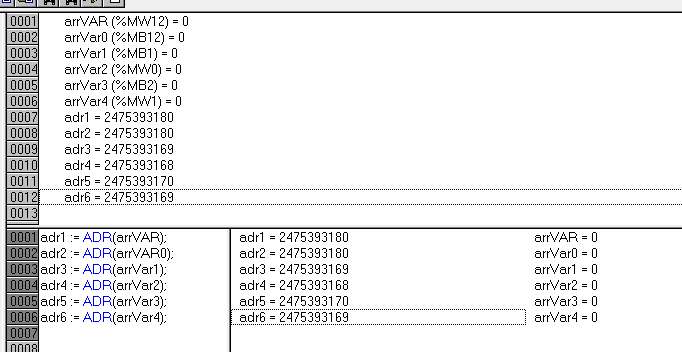 0001 arrVAR (%MW12) = 0
0002 arrVar0 (%MB12) = 0
0003 arrVar1 (%MB1) = 0
0004 arrVar2 (%MW0) = 0
0005 arrVar3 (%MB2) = 0
0006 arrVar4 (%MW1) = 0
0007 adr1 = 2475393180
0008 adr2 = 2475393180
0009 adr3 = 2475393169
0010 adr4 = 2475393168
0011 adr5 = 2475393170
0012 adr6 = 2475393169
0013
0001 adr1 := ADR(arrVAR); adr1 = 2475393180 arrVAR = 0
0002 adr2 := ADR(arrVAR0); adr2 = 2475393180 arrVar0 = 0
0003 adr3 := ADR(arrVar1); adr3 = 2475393169 arrVar1 = 0
0004 adr4 := ADR(arrVar2); adr4 = 2475393168 arrVar2 = 0
0005 adr5 := ADR(arrVar3); adr5 = 2475393170 arrVar3 = 0
0006 adr6 := ADR(arrVar4); adr6 = 2475393169 arrVar4 = 0
0007
0008